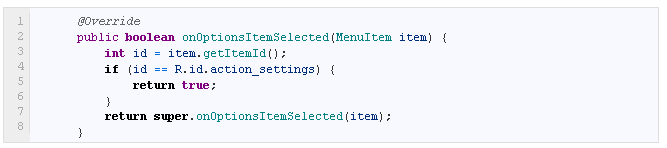 1 @Override
2 public boolean onOptionsItemSelected(MenuItem item) {
3 int id = item.getItemId();
4 if (id == R.id.action_settings) {
5 return true;
6 }
7 return super.onOptionsItemSelected(item);
8 }